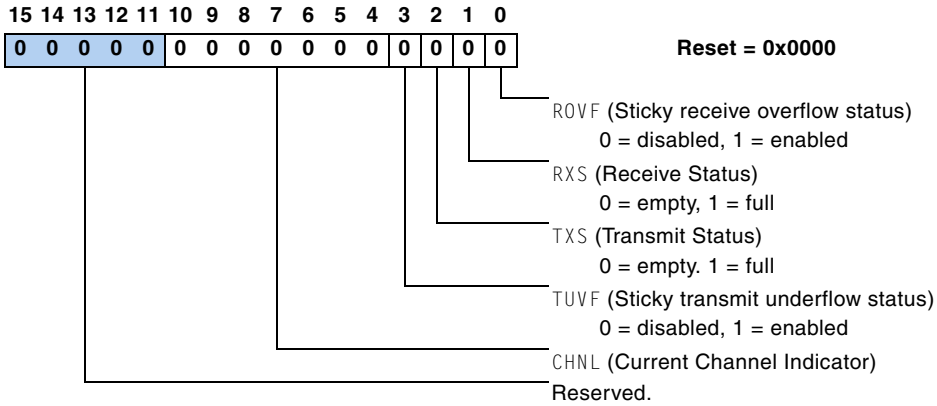 15 14 13 12 11 10 9 8 7 6 5 4 3 2 1 0
0 0 0 0 0 0 0 0 0 0 0 0 0 0 0 0
Reset = 0x0000
ROVF (Sticky receive overflow status)
0 = disabled, 1 = enabled
RXS (Receive Status)
0 = empty, 1 = full
TXS (Transmit Status)
0 = empty. 1 = full
TUVF (Sticky transmit underflow status)
0 = disabled, 1 = enabled
CHNL (Current Channel Indicator)
Reserved.